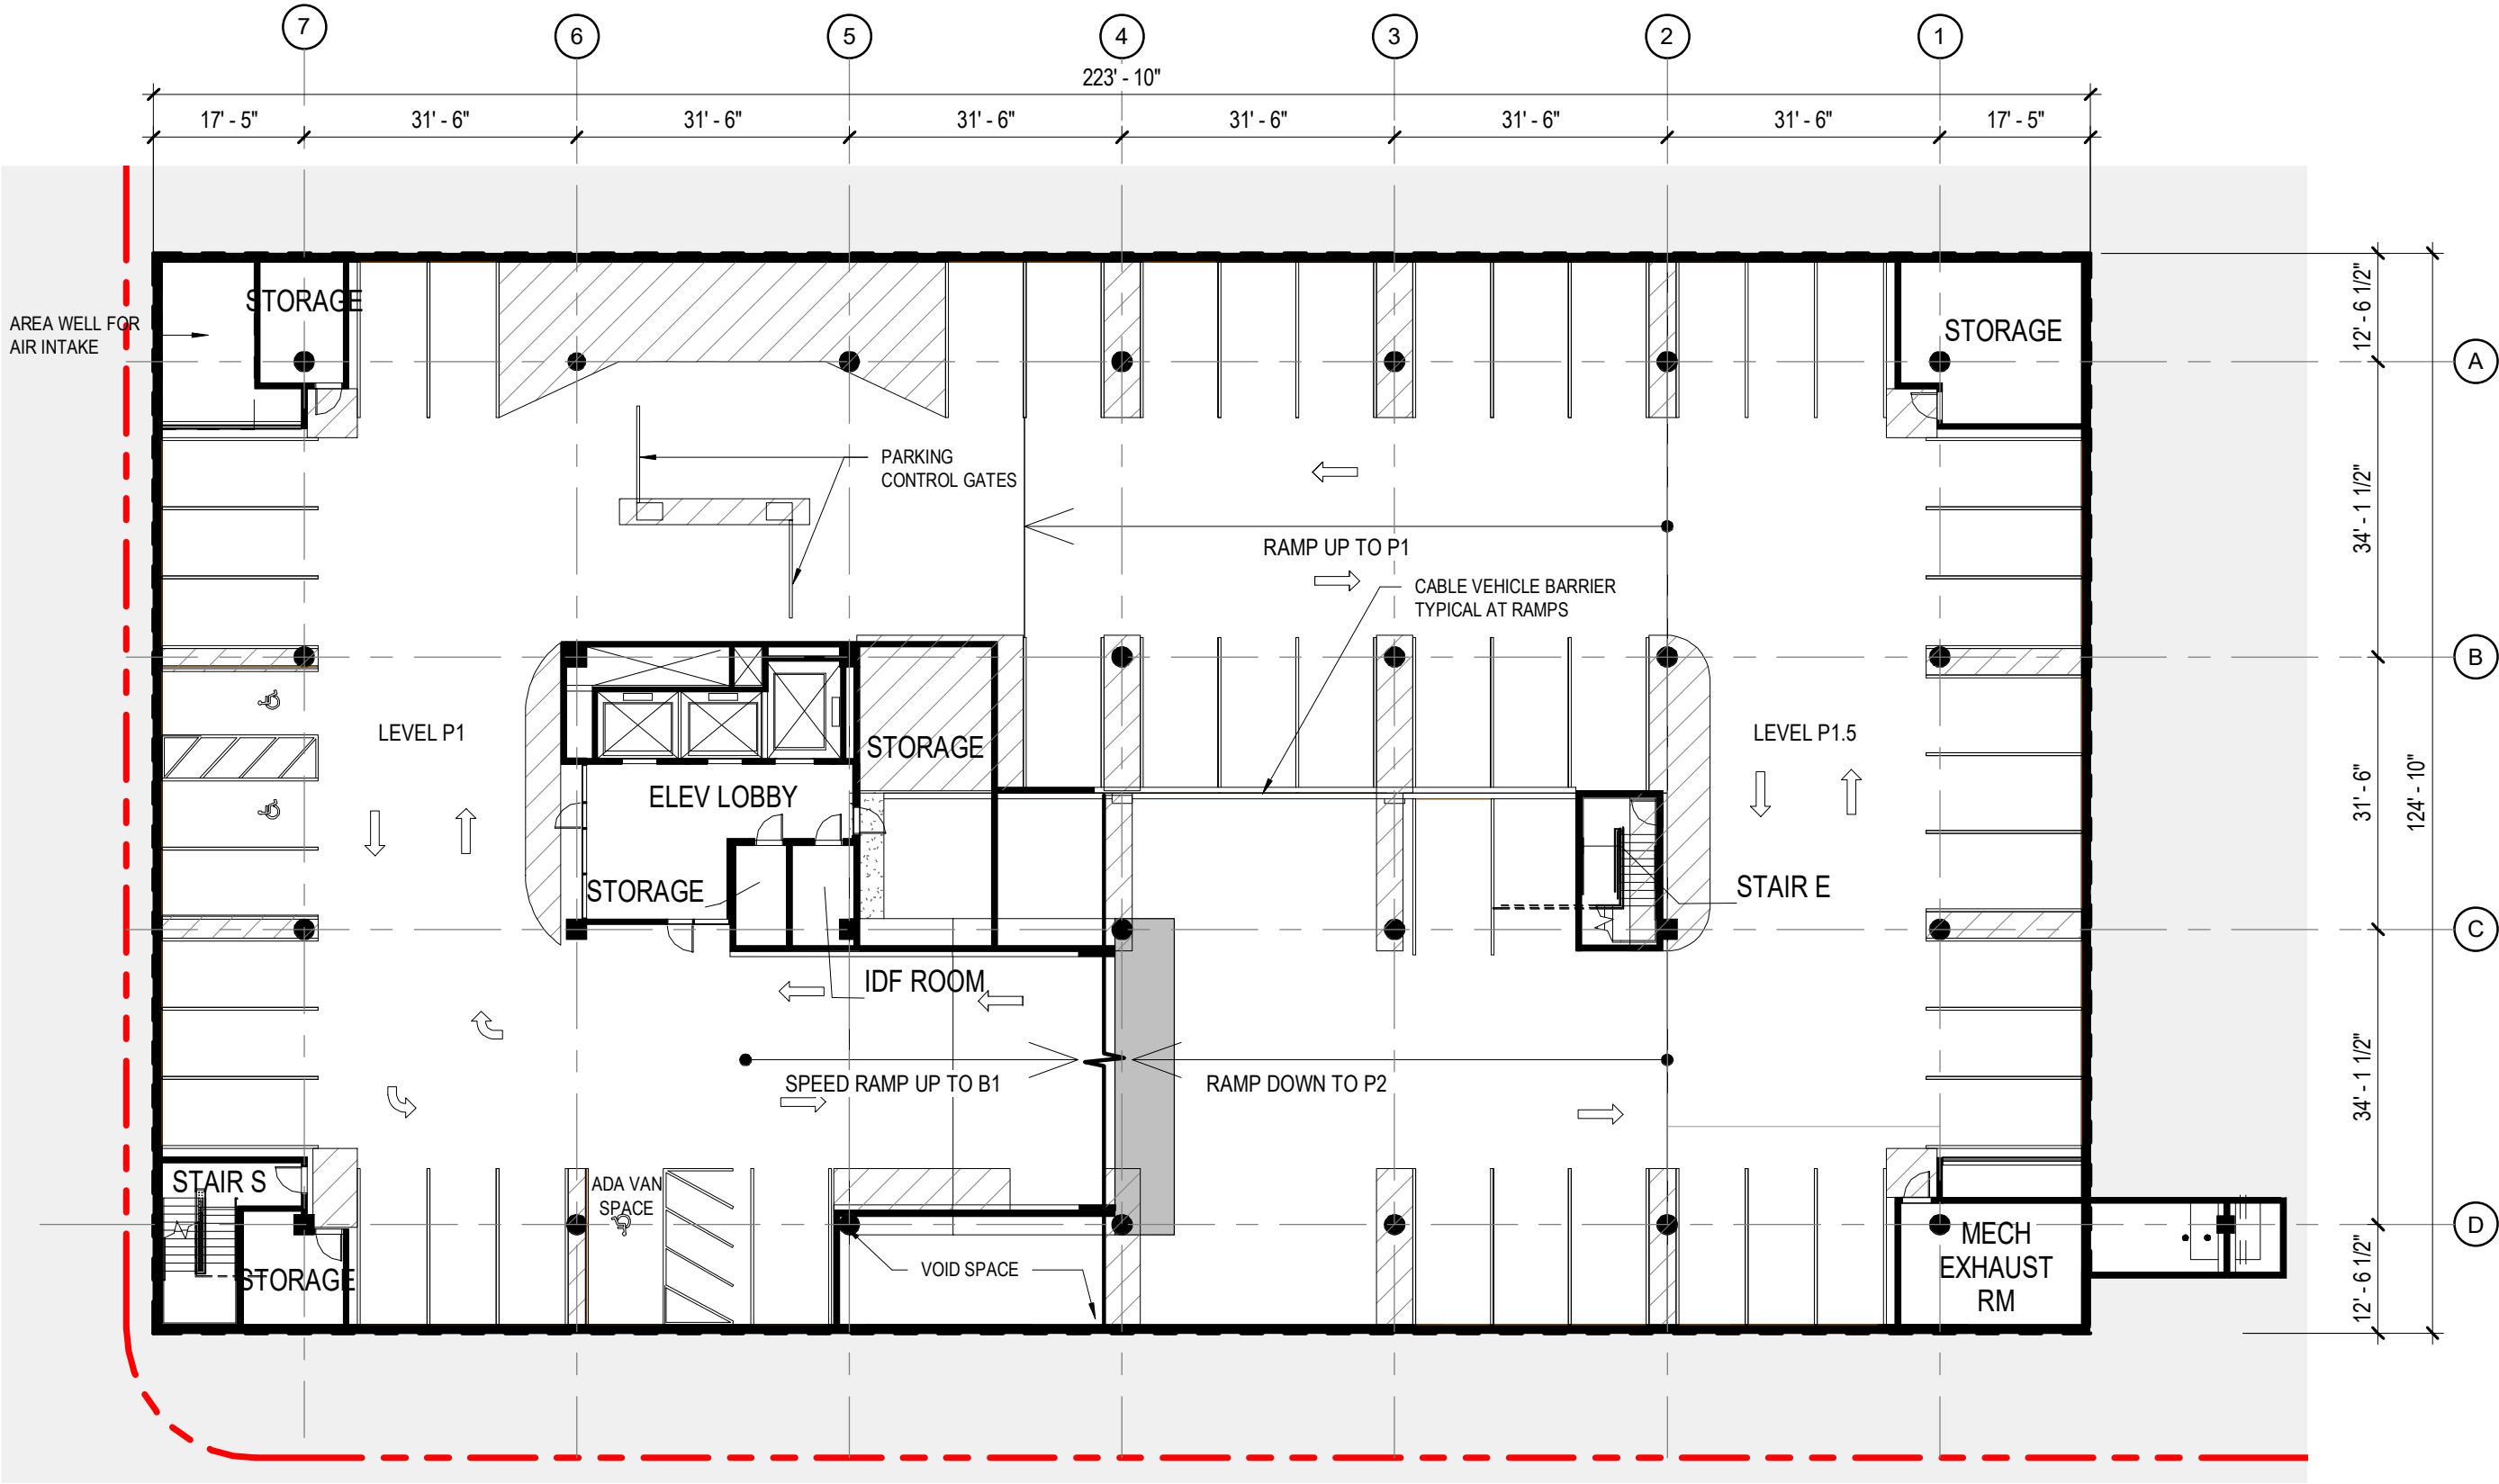 7
6
5
4
3
2
1
223' - 10"
17' - 5"
31' - 6"
31' - 6"
31' - 6"
31' - 6"
31' - 6"
31' - 6"
17' - 5"
AREA WELL FOR
AIR INTAKE
STORAGE
STORAGE
12' - 6 1/2"
A
PARKING
CONTROL GATES
34' - 1 1/2"
RAMP UP TO P1
CABLE VEHICLE BARRIER
TYPICAL AT RAMPS
B
LEVEL P1
STORAGE
LEVEL P1.5
ELEV LOBBY
31' - 6"
124' - 10"
STORAGE
STAIR E
C
IDF ROOM
SPEED RAMP UP TO B1
RAMP DOWN TO P2
34' - 1 1/2"
STAIR S
ADA VAN
SPACE
D
STORAGE
VOID SPACE
MECH
EXHAUST
RM
12' - 6 1/2"